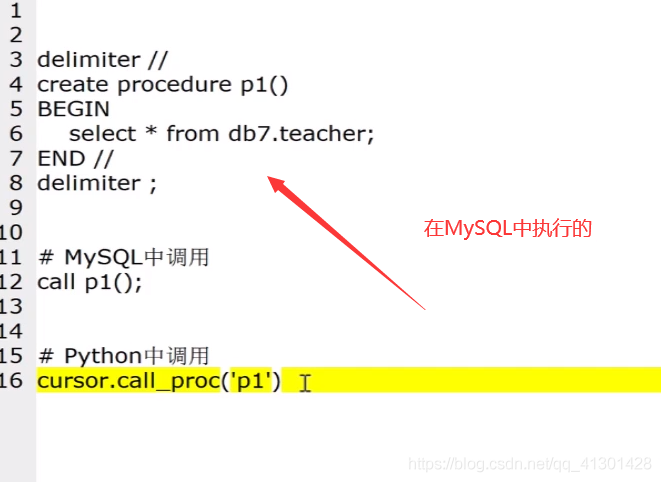 1
2
3 delimiter //
4 create procedure p1()
5 BEGIN
6 select * from db7.teacher;
7 END //
8 delimiter ;
9
10
在MySQL中执行的
11 # MySQL中调用
12 call p1();
13
14
15 # Python中调用
16 cursor.call_proc('p1')
https://blog.csdn.net/qq_41301428